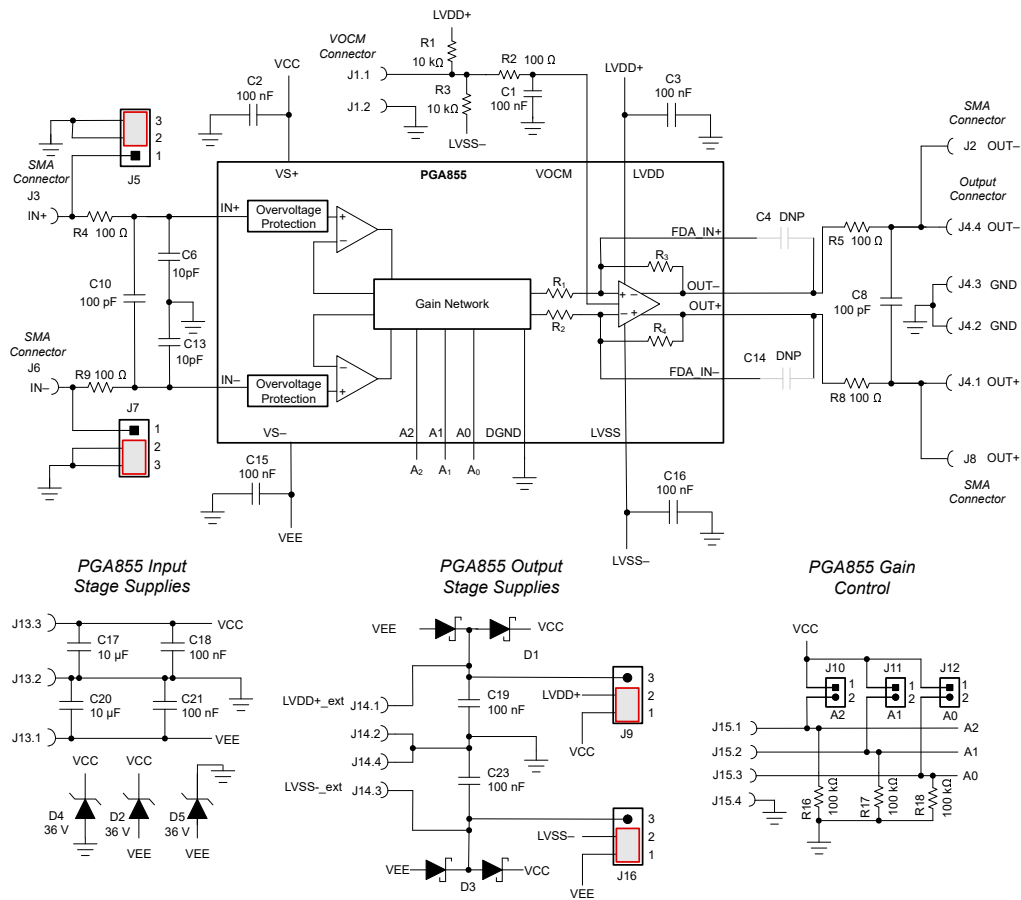 LVDD+
VOCM
Connector
R1
10 kΩ
R2 100 Ω
J1.1
J1.2
R3
10 kΩ
C1
100 nF
LVSS–
VCC
C2
100 nF
LVDD+
C3
100 nF
3
2
1
J5
SMA
Connector
J3
IN+
R4 100 Ω
C6
10pF
C10
100 pF
C13
10pF
SMA
Connector
J6
IN–
R9 100 Ω
J7
1
2
3
VS+
PGA855
VOCM
LVDD
IN+
Overvoltage
Protection
+
–
Gain Network
R1
R2
R3
R4
+ –
– +
FDA_IN+
OUT–
OUT+
FDA_IN–
IN–
Overvoltage
Protection
–
+
VS–
A2
A1
A0
DGND
LVSS
A2
A1
A0
C15
100 nF
VEE
C16
100 nF
LVSS–
C4 DNP
C14 DNP
R5 100 Ω
C8
100 pF
R8 100 Ω
SMA
Connector
J2 OUT–
Output
Connector
J4.4 OUT–
J4.3 GND
J4.2 GND
J4.1 OUT+
J8 OUT+
SMA
Connector
PGA855 Input
Stage Supplies
J13.3
VCC
C17
10 µF
C18
100 nF
J13.2
C20
10 µF
C21
100 nF
J13.1
VEE
VCC
VCC
D4
36 V
D2
36 V
D5
36 V
VEE
VEE
PGA855 Output
Stage Supplies
VEE
VCC
D1
LVDD+_ext
J14.1
C19
100 nF
LVDD+
3
2
1
J9
VCC
J14.2
J14.4
LVSS-_ext
J14.3
C23
100 nF
LVSS–
3
2
1
J16
VEE
VEE
VCC
D3
PGA855 Gain
Control
VCC
J10
J11
J12
1
2
1
2
1
2
A2
A1
A0
J15.1
A2
J15.2
A1
J15.3
A0
J15.4
R16
100 kΩ
R17
100 kΩ
R18
100 kΩ